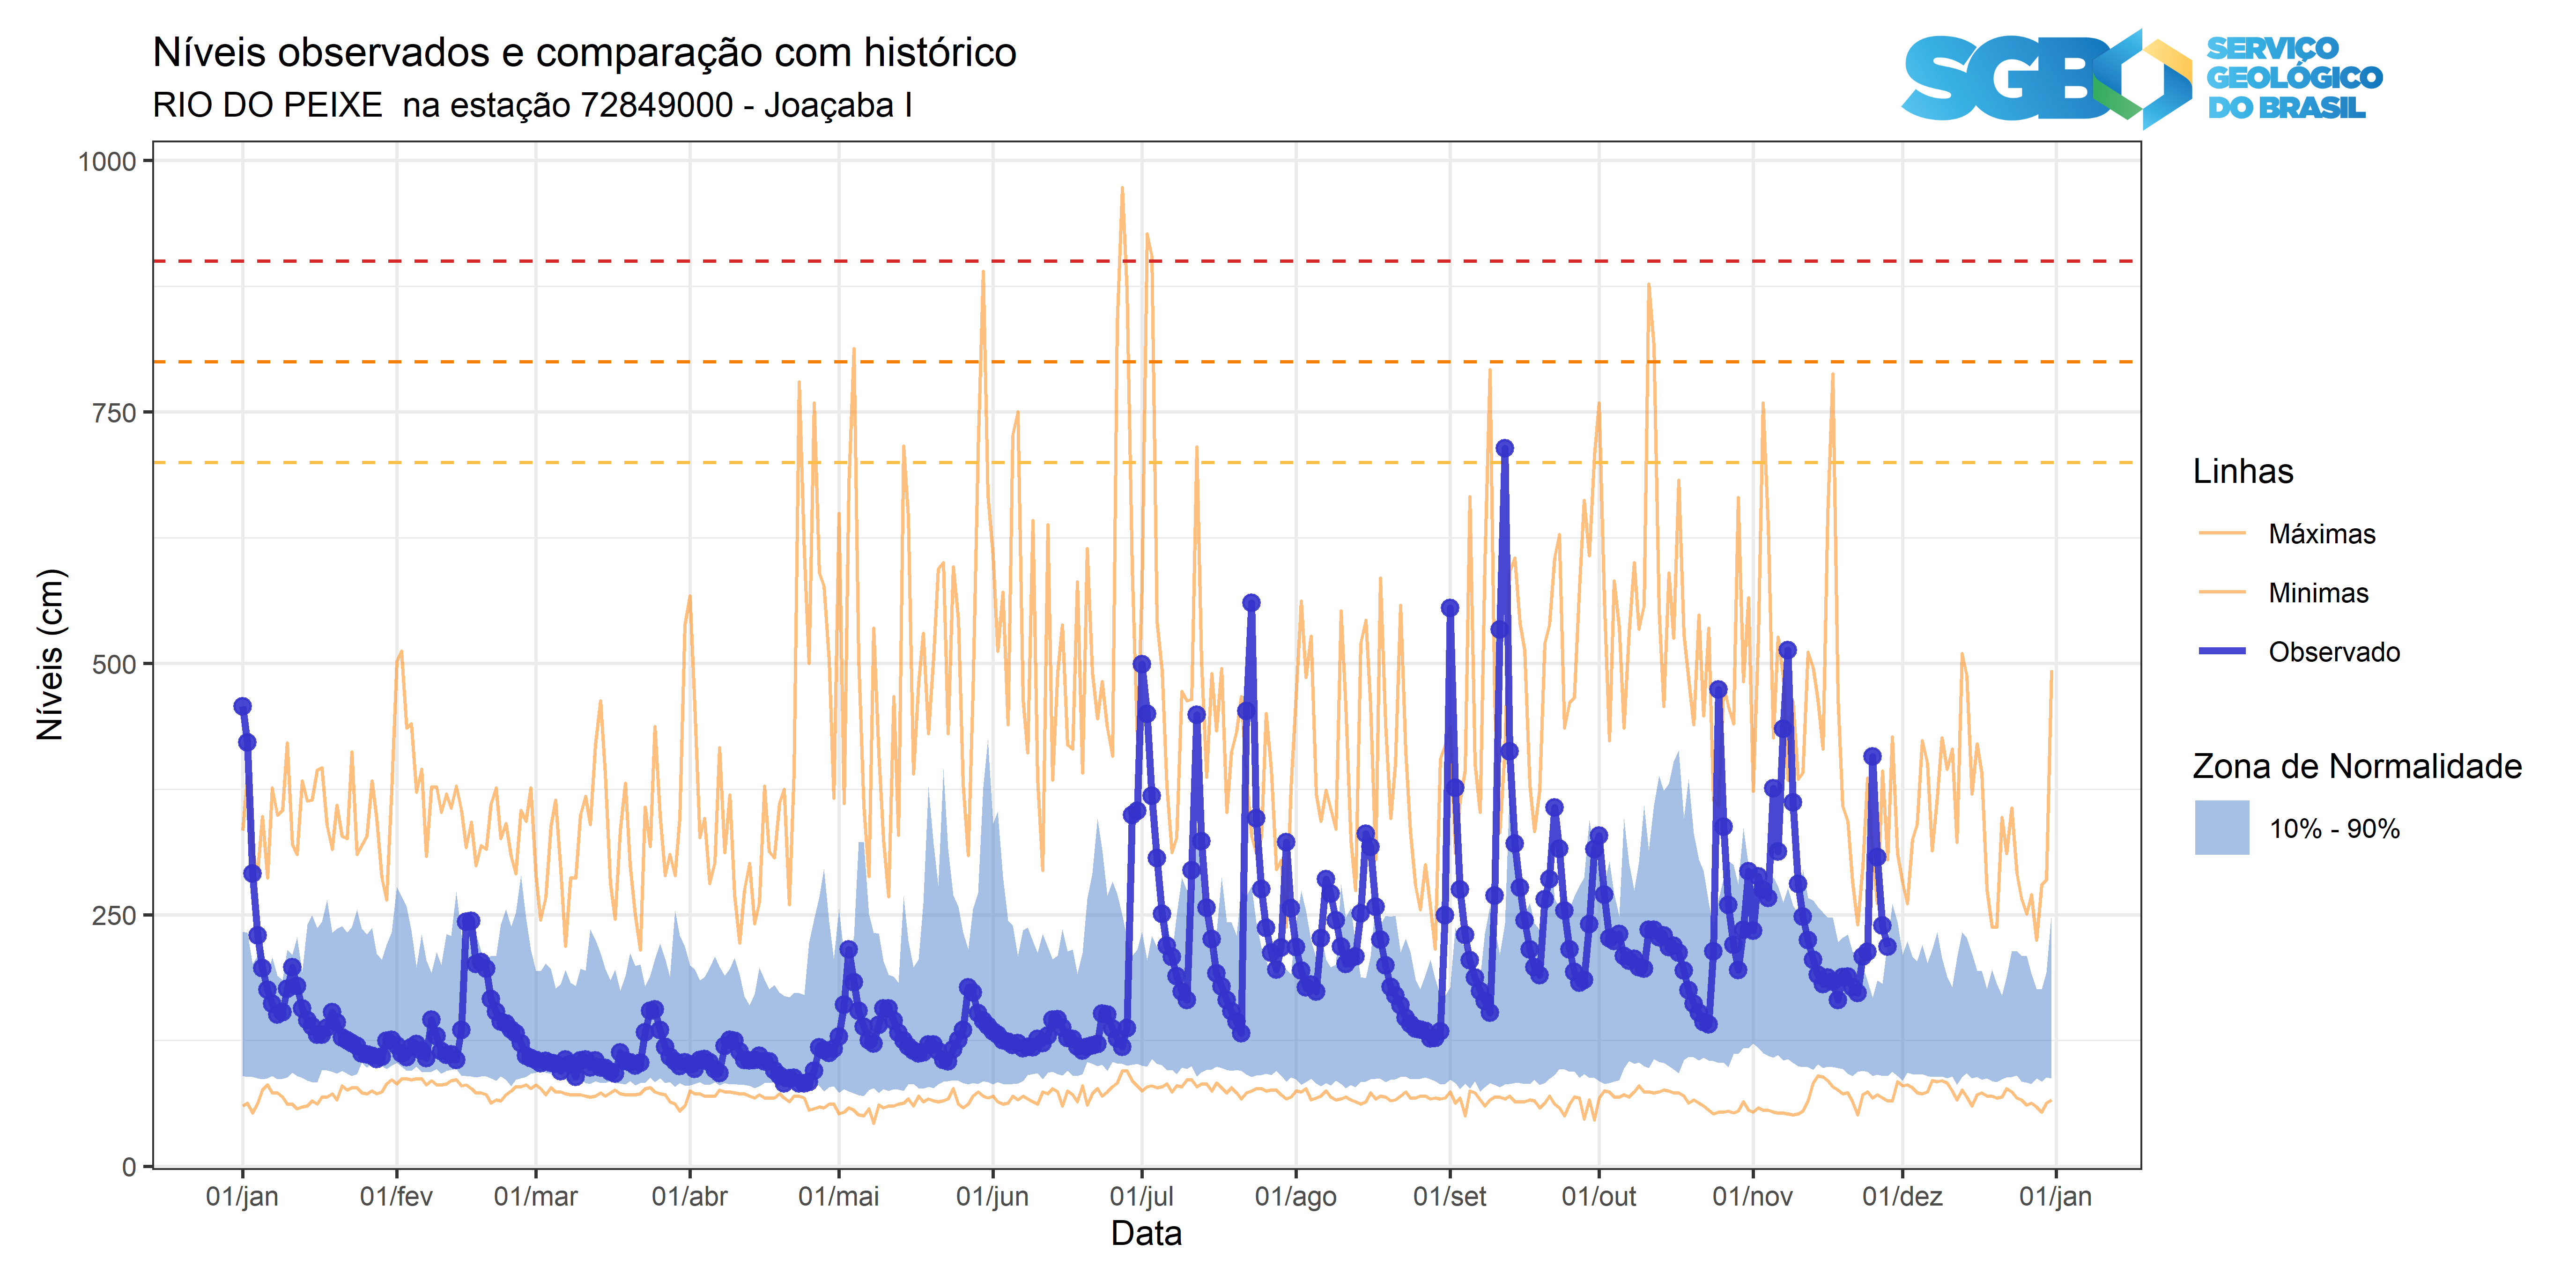 Níveis observados e comparação com histórico
RIO DO PEIXE  na estação 72849000 - Joaçaba I
SGB
SERVIÇO
GEOLÓGICO
DO BRASIL
Níveis (cm)
1000
750
500
250
0
01/jan
01/fev
01/mar
01/abr
01/mai
01/jun
01/jul
01/ago
01/set
01/out
01/nov
01/dez
01/jan
Data
Linhas
Máximas
Minimas
Observado
Zona de Normalidade
10% - 90%